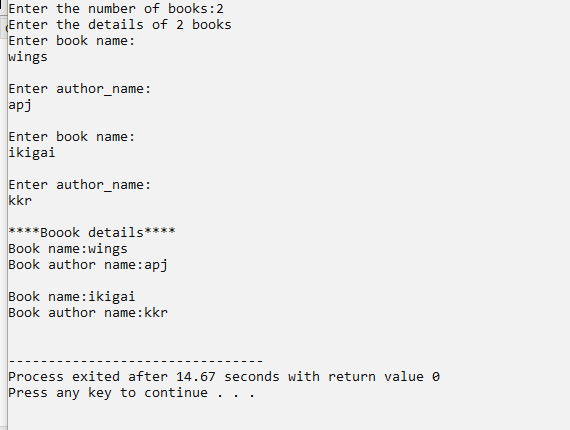 Enter the number of books:2
Enter the details of 2 books
Enter book name:
wings
Enter author_name:
apj
Enter book name:
ikigai
Enter author_name:
kkr
****Boook details****
Book name:wings
Book author name:apj
Book name:ikigai
Book author name:kkr
--------------------------------
Process exited after 14.67 seconds with return value 0
Press any key to continue . . .